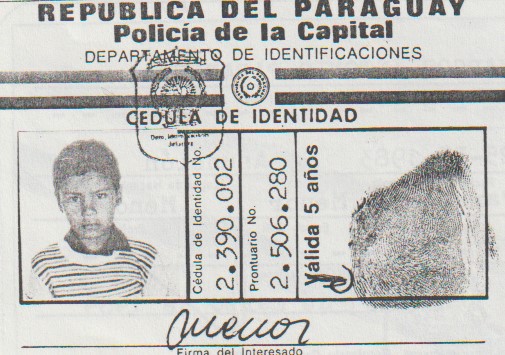 REPUBLICA DEL PARAGUAY
Policía de la Capital
DEPARTAMENTO DE IDENTIFICACIONES
CEDULA DE IDENTIDAD
Cédula de Identidad No.
2.390.002
Prontuario No.
2.506.280
Válida 5 años
menor
Firma del Interesado